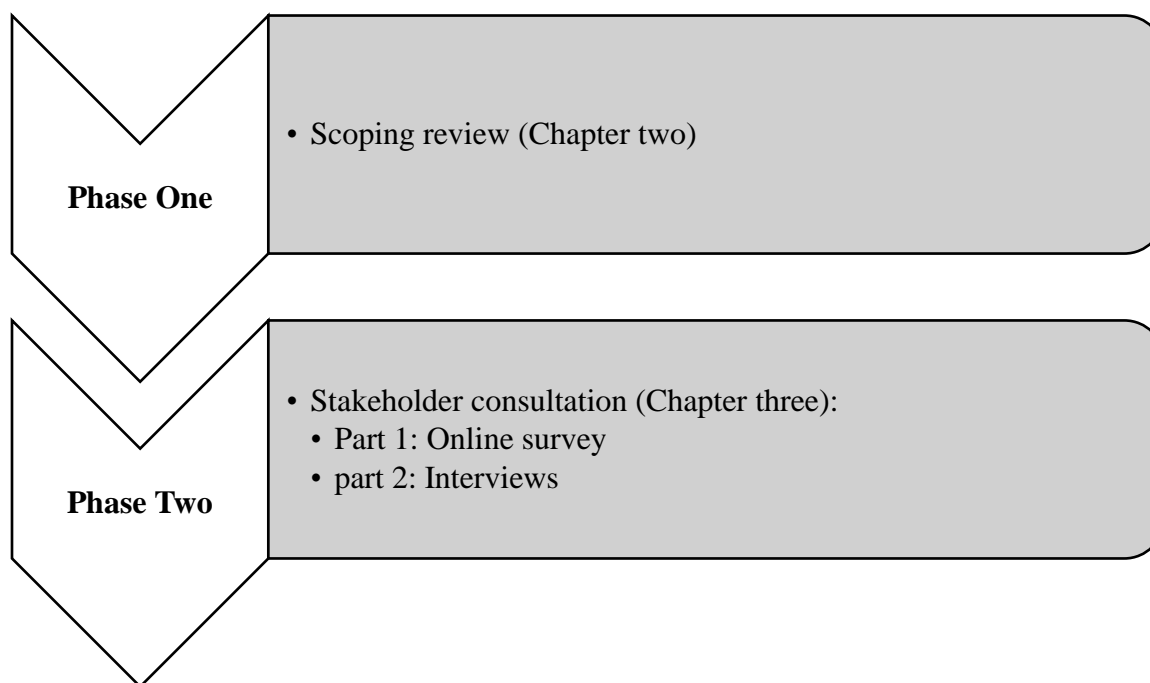 Phase One
• Scoping review (Chapter two)
Phase Two
• Stakeholder consultation (Chapter three):
• Part 1: Online survey
• part 2: Interviews